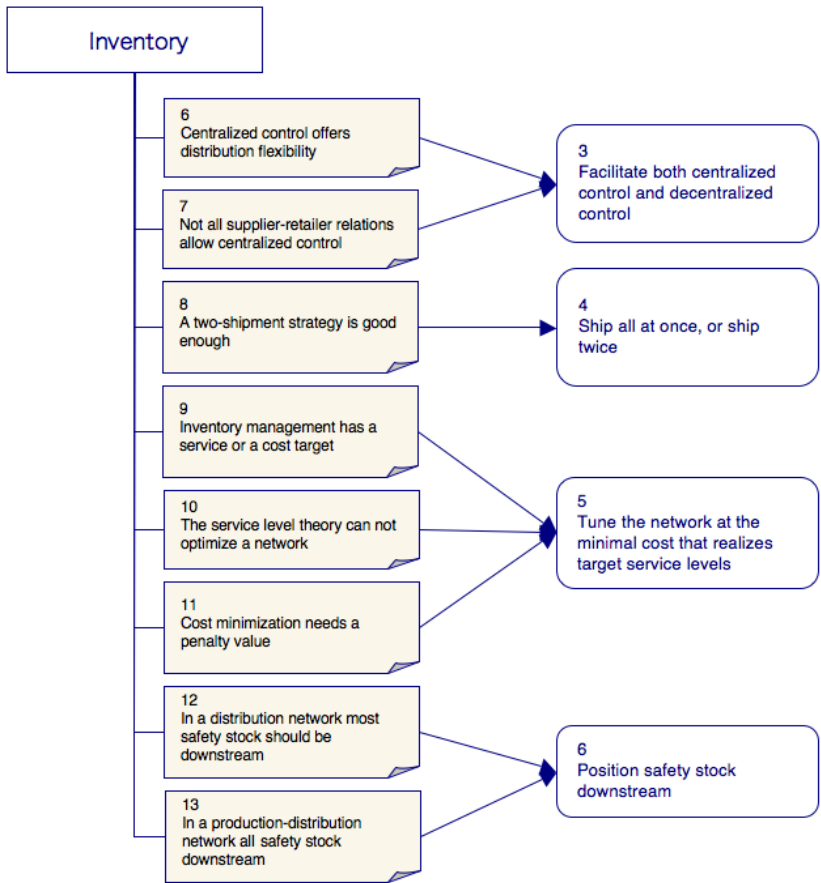 Inventory
6
Centralized control offers
distribution flexibility
7
Not all supplier-retailer relations
allow centralized control
3
Facilitate both centralized
control and decentralized
control
8
A two-shipment strategy is good
enough
4
Ship all at once, or ship
twice
9
Inventory management has a
service or a cost target
10
The service level theory can not
optimize a network
11
Cost minimization needs a
penalty value
5
Tune the network at the
minimal cost that realizes
target service levels
12
In a distribution network most
safety stock should be
downstream
13
In a production-distribution
network all safety stock
downstream
6
Position safety stock
downstream